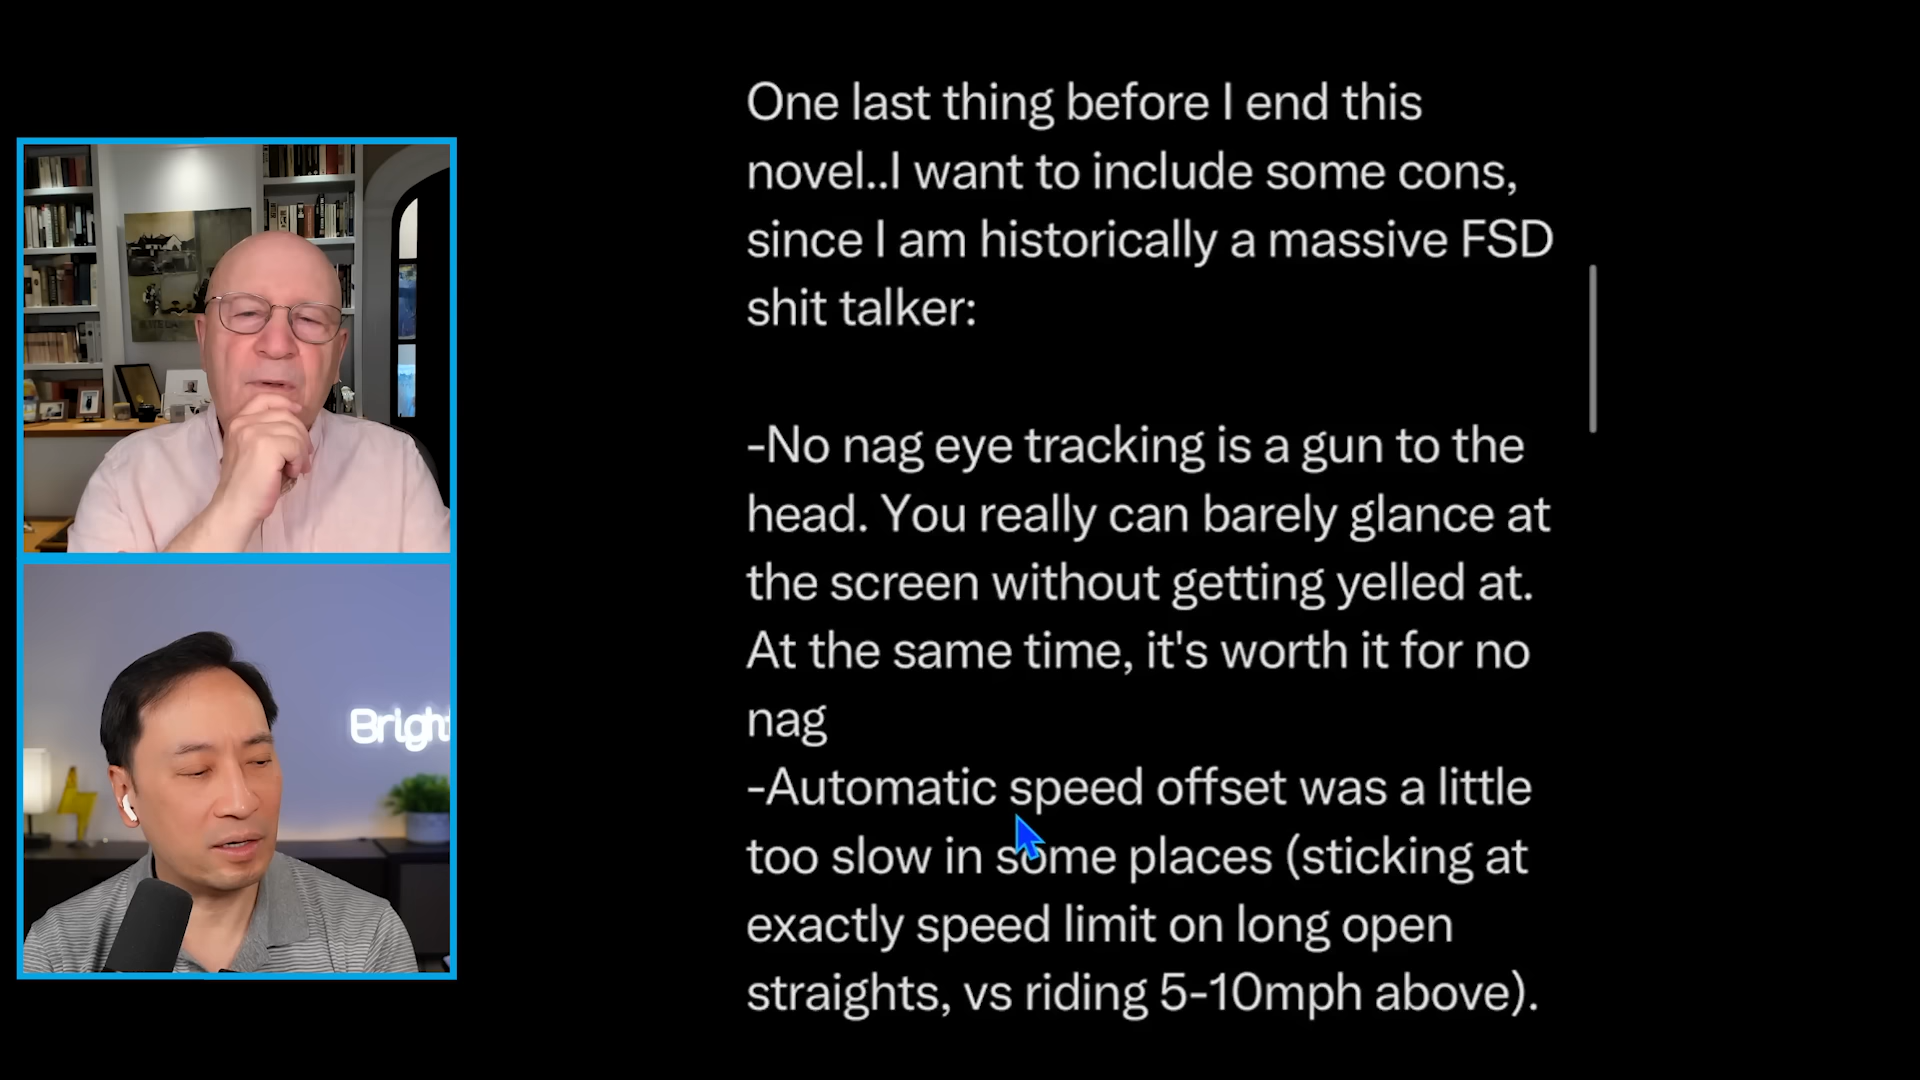 One last thing before I end this
novel..I want to include some cons,
since I am historically a massive FSD
shit talker:
-No nag eye tracking is a gun to the
head. You really can barely glance at
the screen without getting yelled at.
At the same time, it's worth it for no
nag
-Automatic speed offset was a little
too slow in some places (sticking at
exactly speed limit on long open
straights, vs riding 5-10mph above).
Bright